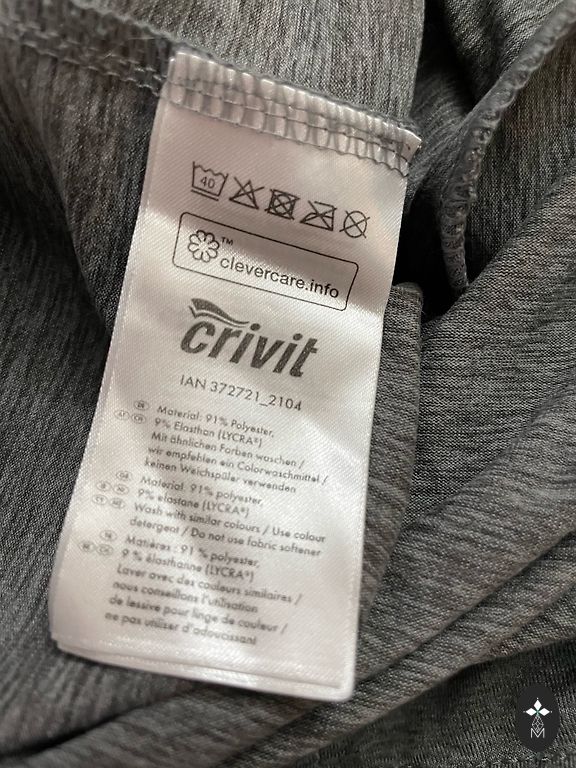 40
™
clevercare.info
crivit
IAN 372721_2104
Material: 91% Polyester,
9% Elasthan (LYCRA®)
Mit ähnlichen Farben waschen /
wir empfehlen ein Colorwaschmittel /
keinen Weichspüler verwenden
Material: 91% polyester,
9% elastane (LYCRA®)
Wash with similar colours / Use colour
detergent / Do not use fabric softener
Matières : 91 % polyester,
9 % élasthanne (LYCRA®)
Laver avec des couleurs similaires /
nous conseillons l'utilisation
de lessive pour linge de couleur /
ne pas utiliser d'adoucissant
M